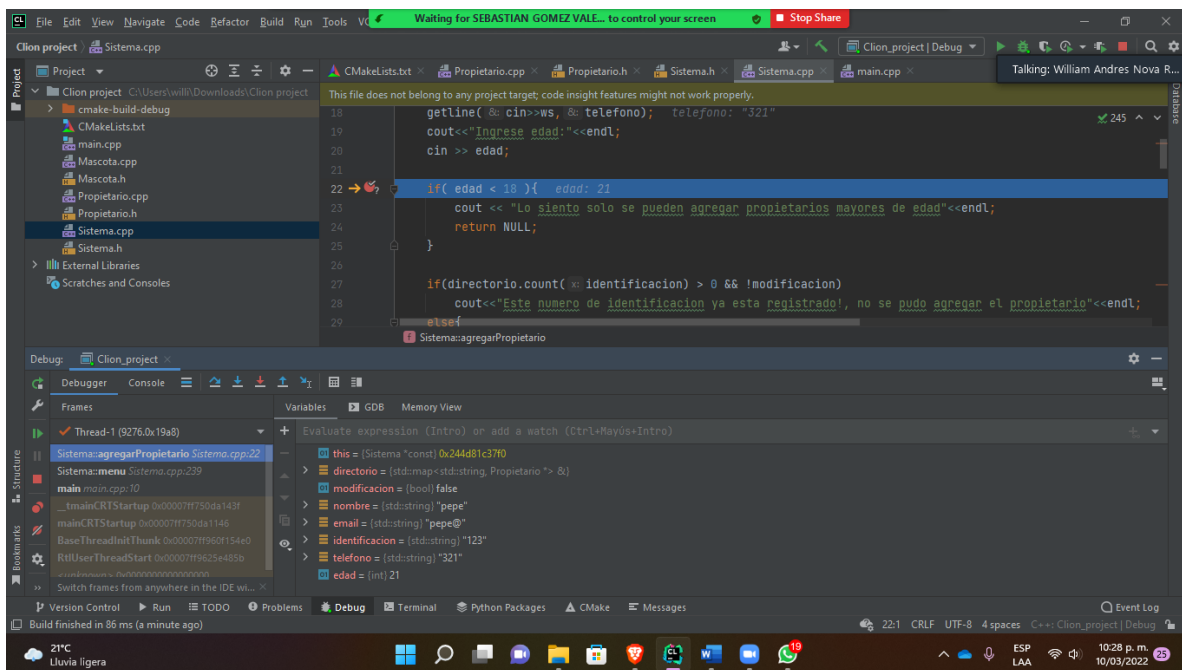 File Edit View Navigate Code Refactor Build Run Tools VC
Waiting for SEBASTIAN GOMEZ VALE... to control your screen
Stop Share
Clion project Sistema.cpp
Clion_project | Debug
Talking: William Andres Nova R...
Project
CMakeLists.txt Propietario.cpp Propietario.h Sistema.h Sistema.cpp main.cpp
Project
Database
Clion project C:\Users\willi\Downloads\Clion project
This file does not belong to any project target; code insight features might not work properly.
cmake-build-debug
CMakeLists.txt
main.cpp
Mascota.cpp
Mascota.h
Propietario.cpp
Propietario.h
Sistema.cpp
Sistema.h
External Libraries
Scratches and Consoles
245
18 getline( &: cin>>ws, &: telefono); telefono: "321"
19 cout<<"Ingrese edad:"<<endl;
20 cin >> edad;
21
22 if( edad < 18 ){ edad: 21
23 cout << "Lo siento solo se pueden agregar propietarios mayores de edad"<<endl;
24 return NULL;
25 }
26
27 if(directorio.count( x: identificacion) > 0 && !modificacion)
28 cout<<"Este numero de identificacion ya esta registrado!, no se pudo agregar el propietario"<<endl;
29 else{
Sistema::agregarPropietario
Debug: Clion_project
Debugger Console
Frames
Variables GDB Memory View
Thread-1 (9276.0x19a8)
Evaluate expression (Intro) or add a watch (Ctrl+Mayús+Intro)
Sistema::agregarPropietario Sistema.cpp:22
Sistema::menu Sistema.cpp:239
main main.cpp:10
__tmainCRTStartup 0x00007ff750da143f
mainCRTStartup 0x00007ff750da1146
BaseThreadInitThunk 0x00007ff960f154e0
RtlUserThreadStart 0x00007ff9625e485b
<unknown> 0x0000000000000000
Switch frames from anywhere in the IDE wi...
this = {Sistema *const} 0x244d81c37f0
directorio = {std::map<std::string, Propietario *> &}
modificacion = {bool} false
nombre = {std::string} "pepe"
email = {std::string} "pepe@"
identificacion = {std::string} "123"
telefono = {std::string} "321"
edad = {int} 21
Structure
Bookmarks
Version Control Run TODO Problems Debug Terminal Python Packages CMake Messages
Event Log
Build finished in 86 ms (a minute ago)
22:1 CRLF UTF-8 4 spaces C++: Clion_project | Debug
21°C
Lluvia ligera
19
ESP
LAA
10:28 p. m.
10/03/2022
25